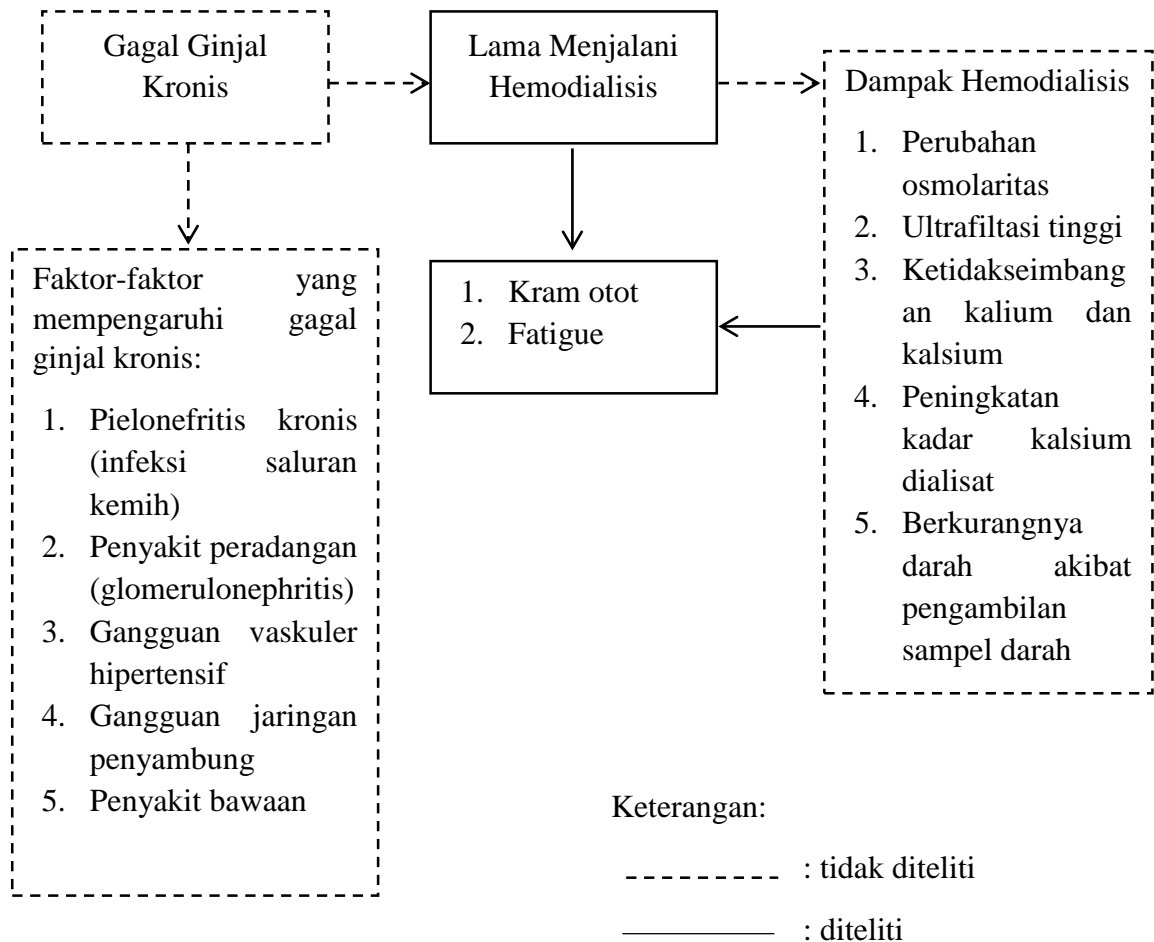 Gagal Ginjal
Kronis
Lama Menjalani
Hemodialisis
Dampak Hemodialisis
1. Perubahan
osmolaritas
2. Ultrafiltasi tinggi
3. Ketidakseimbang
an kalium dan
kalsium
4. Peningkatan
kadar kalsium
dialisat
5. Berkurangnya
darah akibat
pengambilan
sampel darah
Faktor-faktor yang
mempengaruhi gagal
ginjal kronis:
1. Pielonefritis kronis
(infeksi saluran
kemih)
2. Penyakit peradangan
(glomerulonephritis)
3. Gangguan vaskuler
hipertensif
4. Gangguan jaringan
penyambung
5. Penyakit bawaan
1. Kram otot
2. Fatigue
Keterangan:
: tidak diteliti
: diteliti